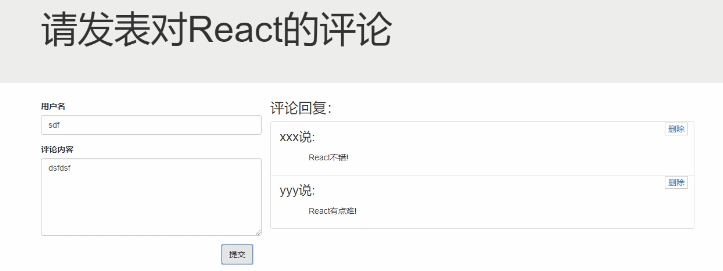 请发表对React的评论
用户名
sdf
评论内容
dsfdsf
提交
评论回复：
xxx说:
删除
React不错!
yyy说:
删除
React有点难!